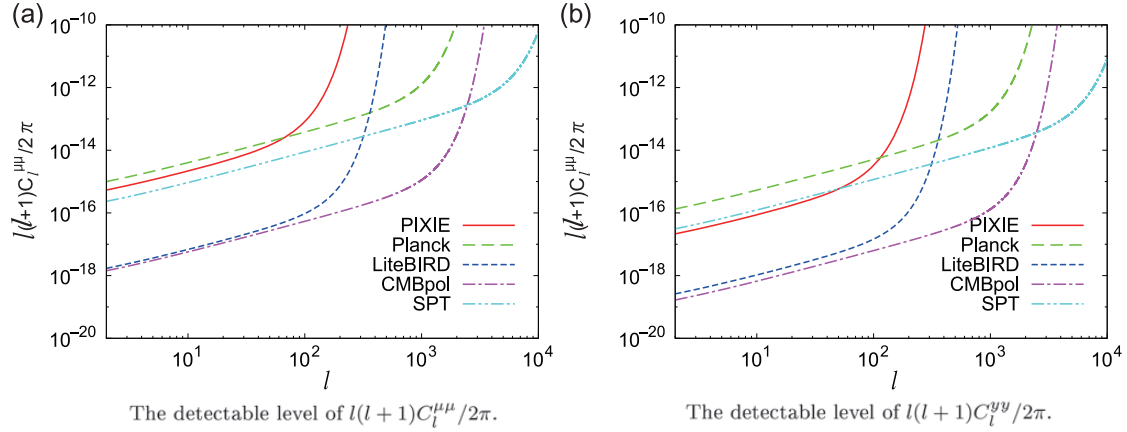 (a)
(b)
l(l+1)C_l^{μμ}/2π
10^{−10}
10^{−12}
10^{−14}
10^{−16}
10^{−18}
10^{−20}
PIXIE
Planck
LiteBIRD
CMBpol
SPT
10^1
10^2
10^3
10^4
l
The detectable level of l(l + 1)C_l^{μμ}/2π.
l(l+1)C_l^{μμ}/2π
10^{−10}
10^{−12}
10^{−14}
10^{−16}
10^{−18}
10^{−20}
PIXIE
Planck
LiteBIRD
CMBpol
SPT
10^1
10^2
10^3
10^4
l
The detectable level of l(l + 1)C_l^{yy}/2π.